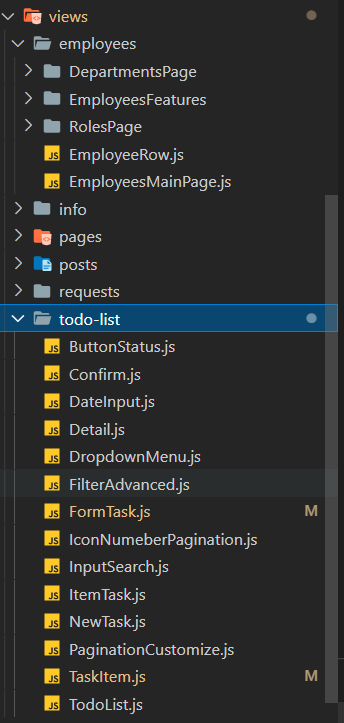 views
employees
DepartmentsPage
EmployeesFeatures
RolesPage
JS EmployeeRow.js
JS EmployeesMainPage.js
info
pages
posts
requests
todo-list
JS ButtonStatus.js
JS Confirm.js
JS DateInput.js
JS Detail.js
JS DropdownMenu.js
JS FilterAdvanced.js
JS FormTask.js M
JS IconNumeberPagination.js
JS InputSearch.js
JS ItemTask.js
JS NewTask.js
JS PaginationCustomize.js
JS TaskItem.js M
JS TodoList.js